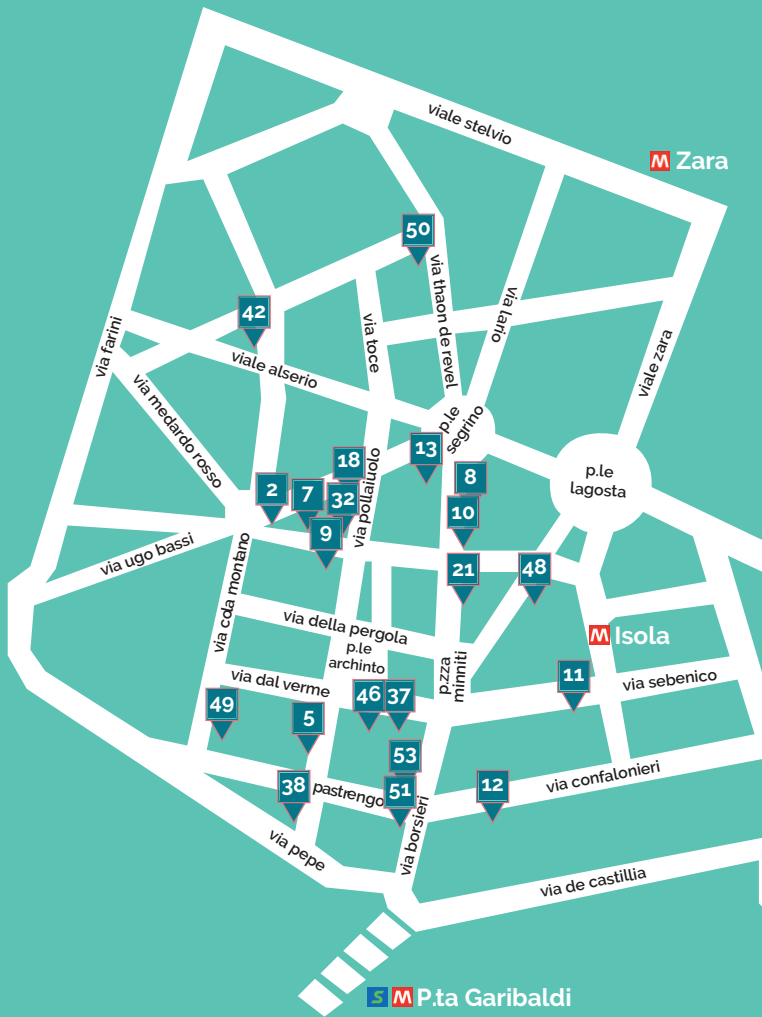 viale stelvio
M Zara
50
via thaon de revel
via lario
42
via toce
via farini
viale zara
viale alserio
via medardo rosso
p.le
segrino
13
18
8
p.le
lagosta
2
7
32
via pollaiuolo
10
9
via ugo bassi
via cola montano
21
48
via della pergola
M Isola
p.le
archinto
p.zza
minniti
11
via sebenico
via dal verme
46
37
49
5
53
38
pastrengo
51
12
via confalonieri
via borsieri
via pepe
via de castillia
S M P.ta Garibaldi